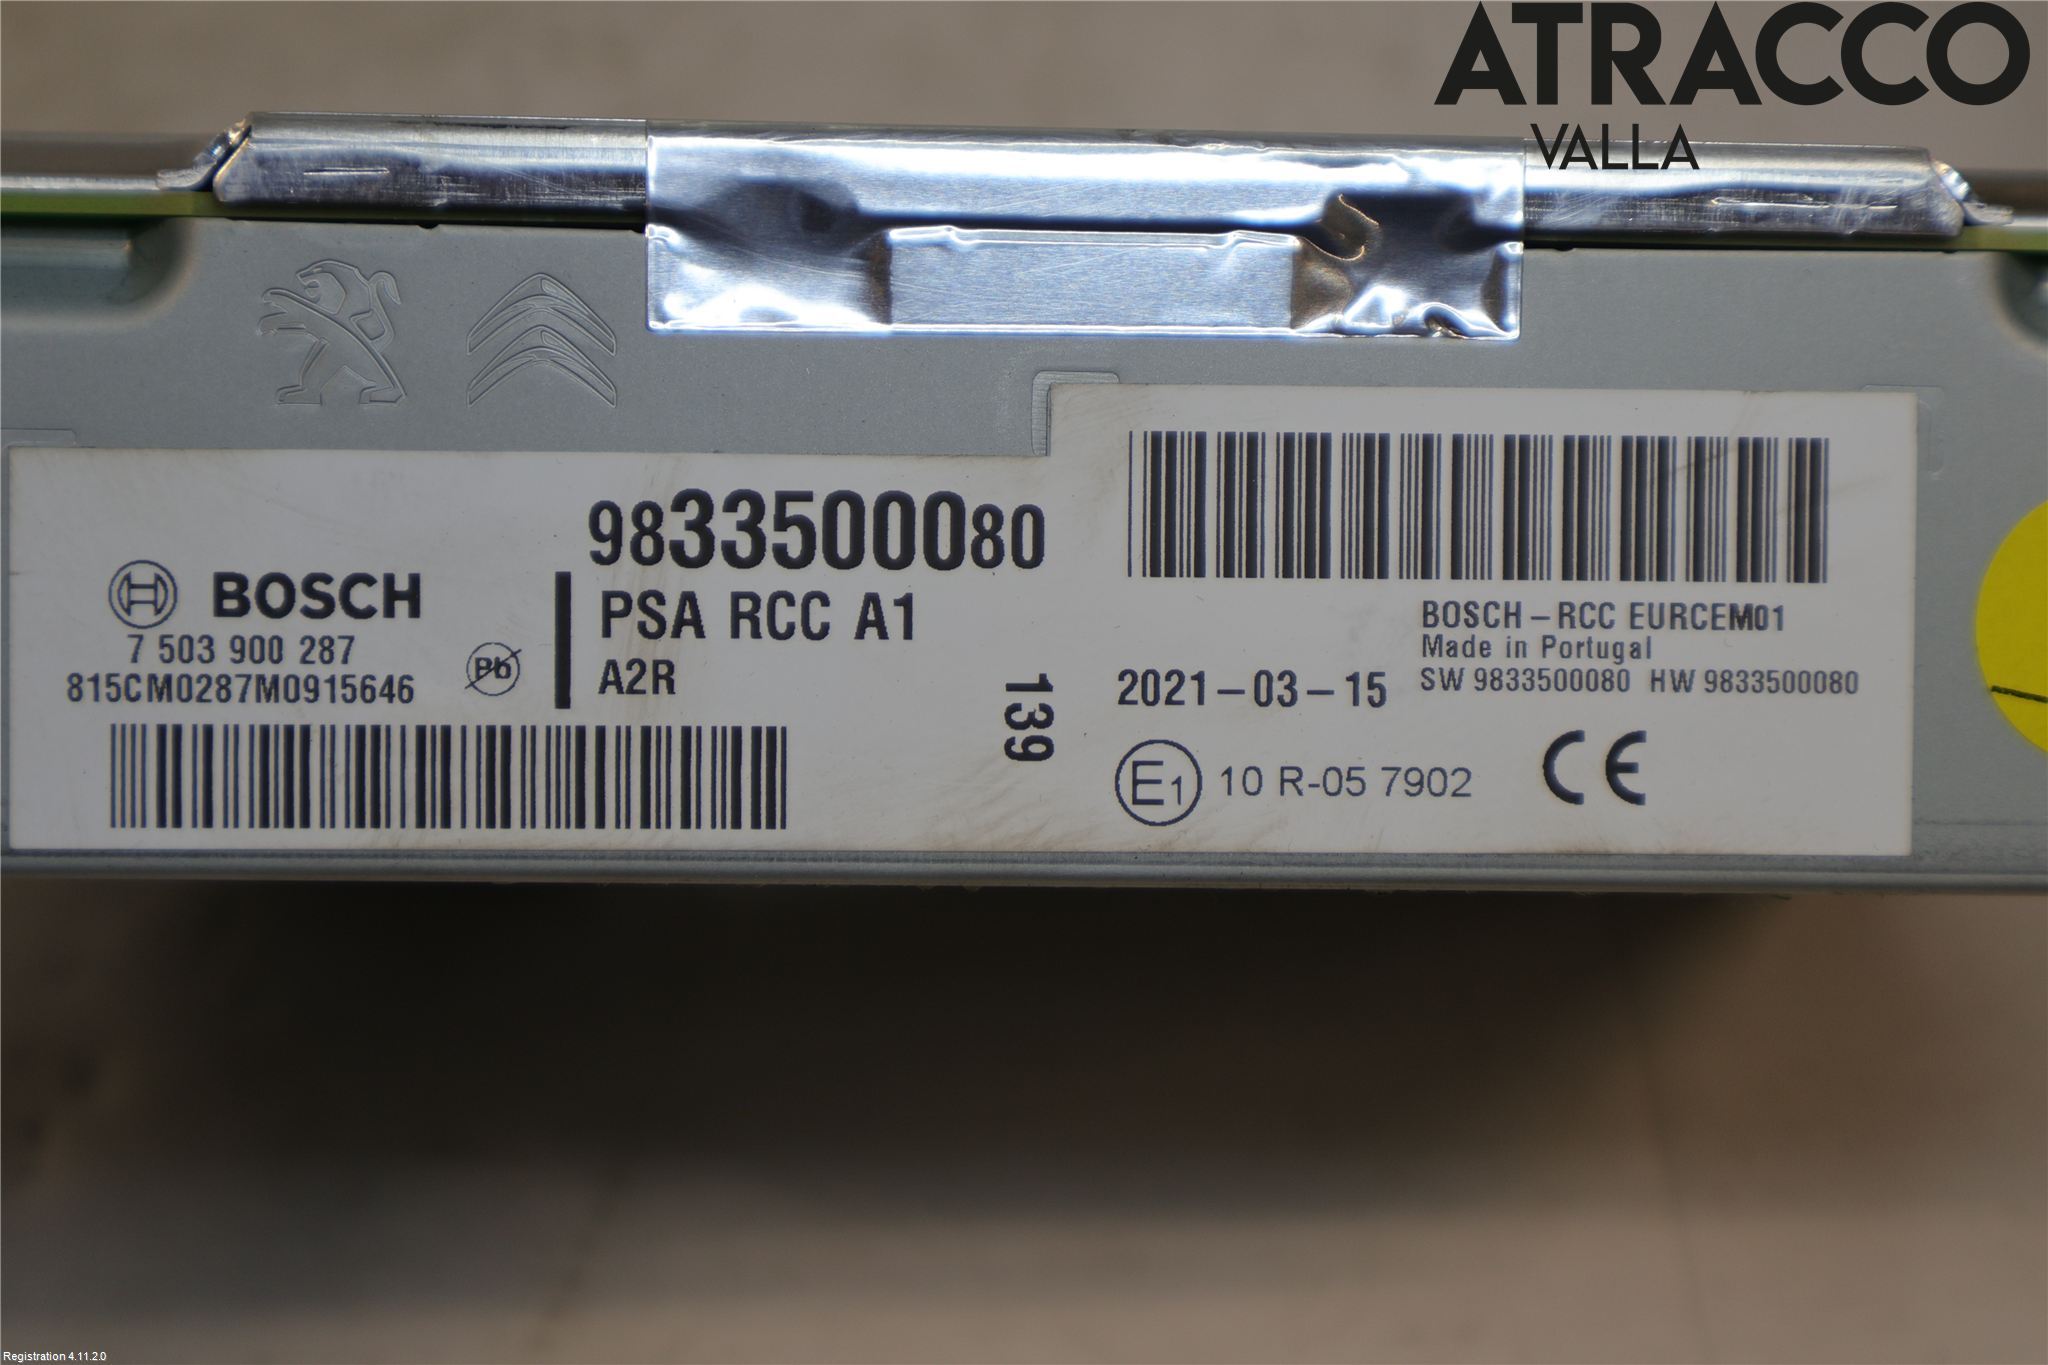 ATRACCO
VALLA
9833500080
BOSCH
7 503 900 287
815CM0287M0915646
Pb
PSA RCC A1
A2R
139
BOSCH-RCC EURCEM01
Made in Portugal
2021-03-15
SW 9833500080 HW 9833500080
E1 10 R-05 7902
CE
Registration 4.11.2.0